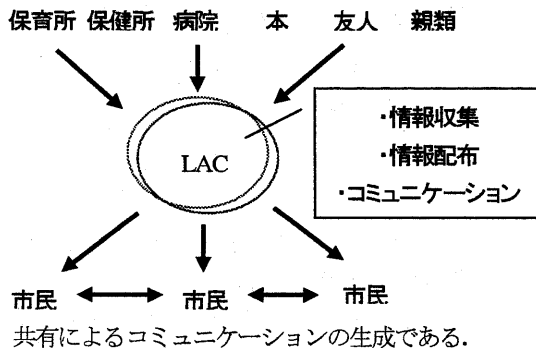 保育所 保健所 病院 本 友人 親類
・情報収集
・情報配布
・コミュニケーション
LAC
市民 市民 市民
共有によるコミュニケーションの生成である.